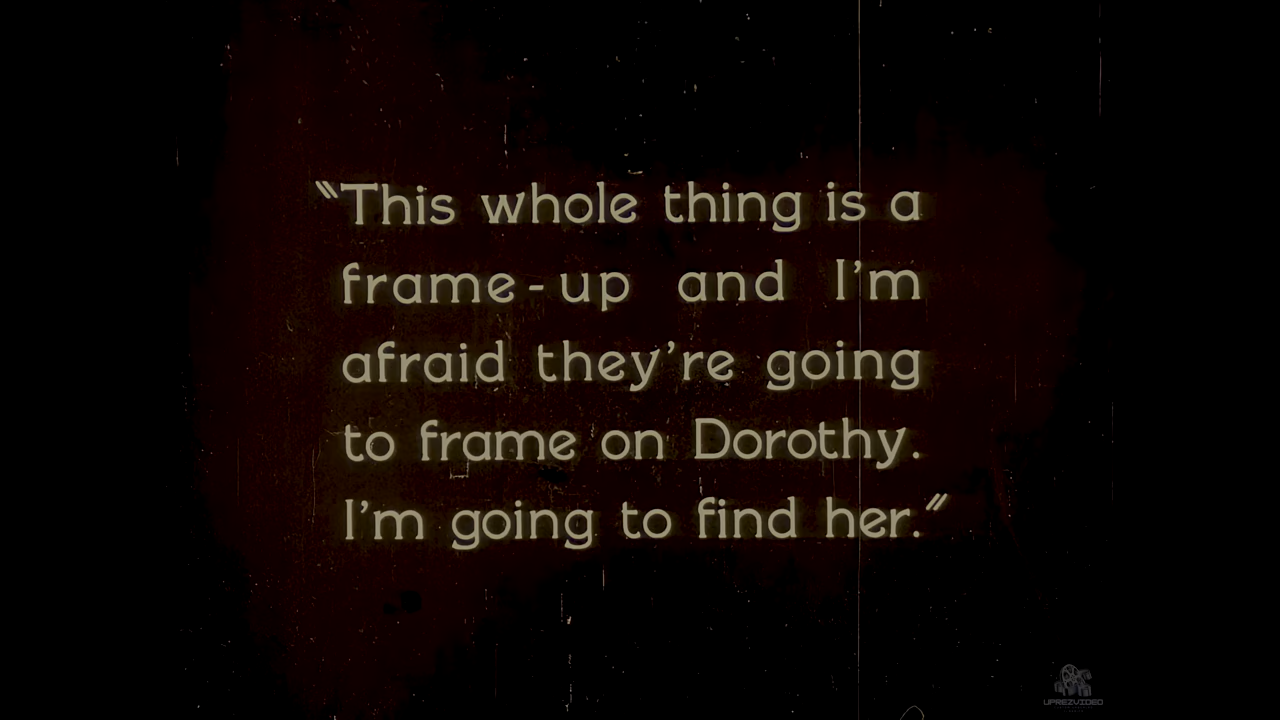 “This whole thing is a
frame-up and I’m
afraid they’re going
to frame on Dorothy.
I’m going to find her.”
UPREZVIDEO